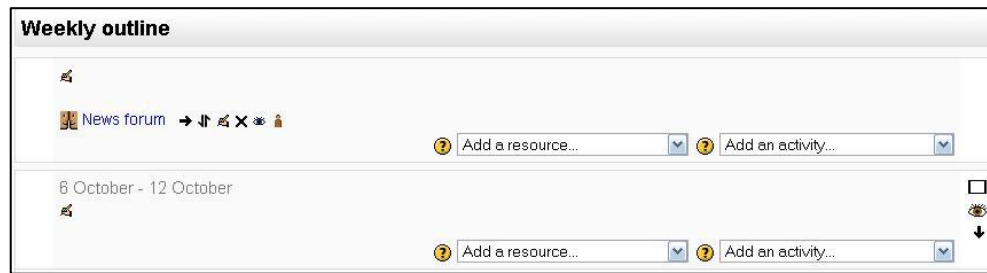 Weekly outline
News forum
? Add a resource... ? Add an activity...
6 October - 12 October
? Add a resource... ? Add an activity...